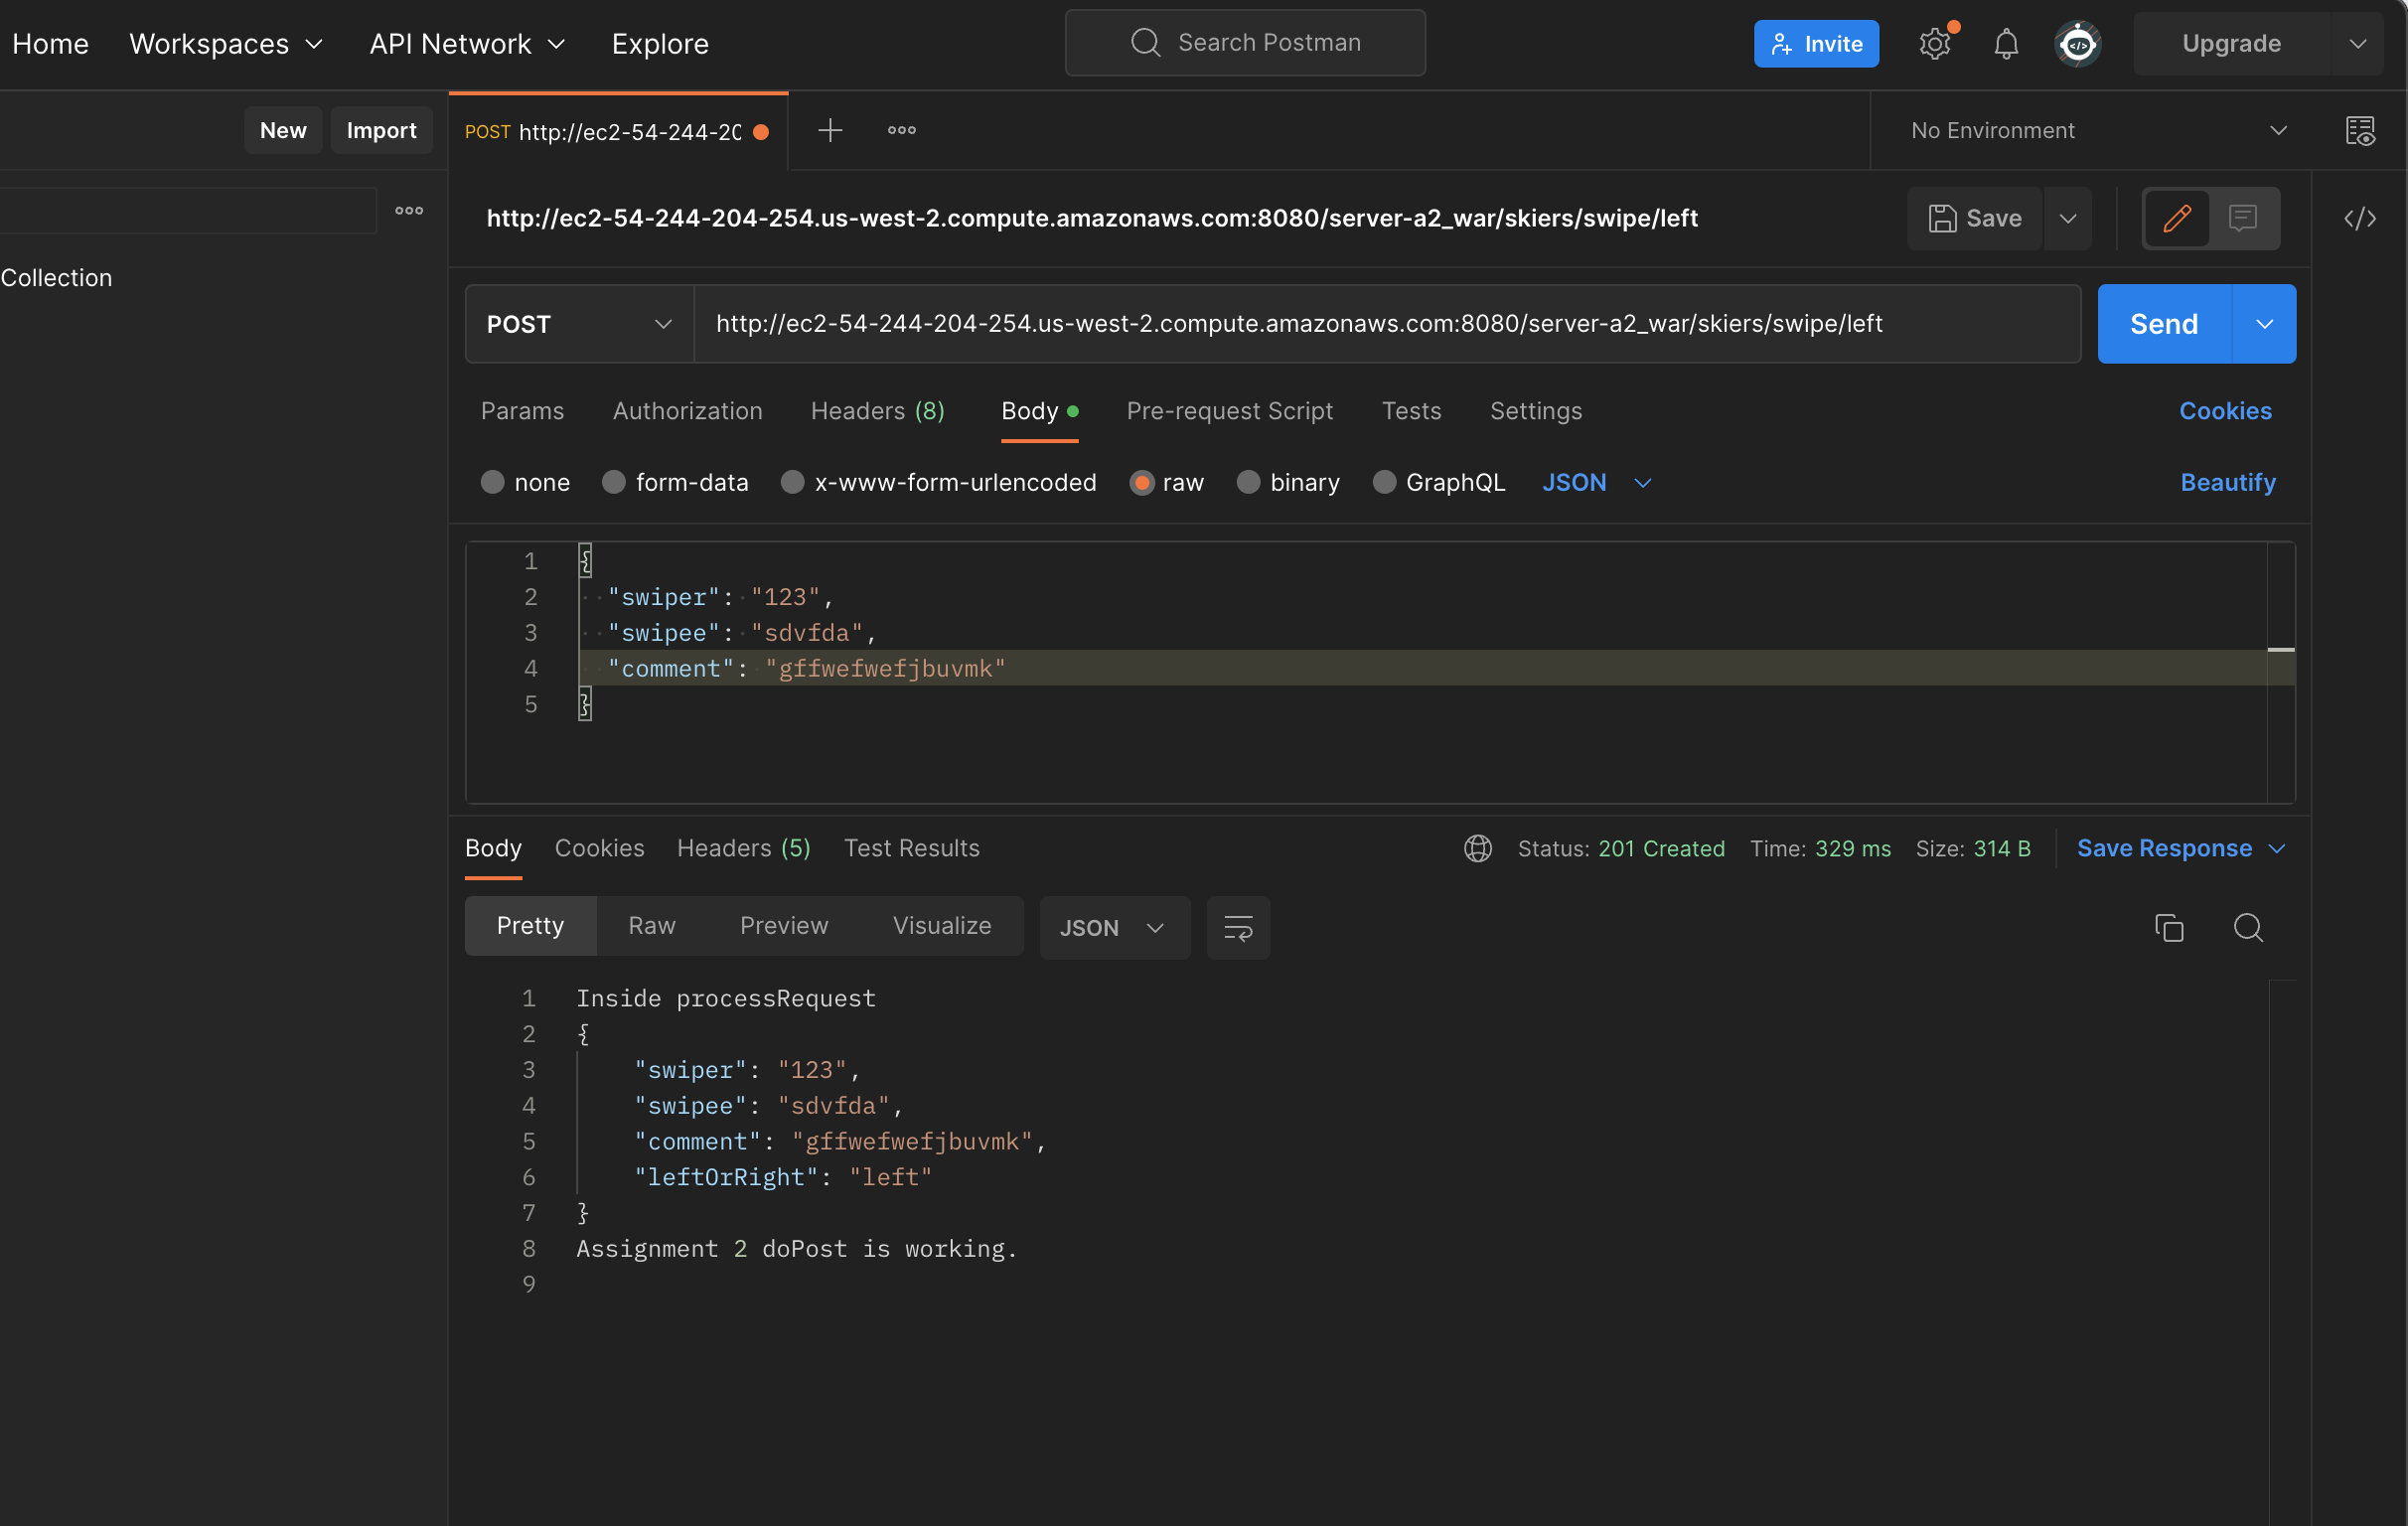 Home Workspaces API Network Explore Search Postman Invite Upgrade
New Import POST http://ec2-54-244-20 No Environment
http://ec2-54-244-204-254.us-west-2.compute.amazonaws.com:8080/server-a2_war/skiers/swipe/left Save
Collection
POST http://ec2-54-244-204-254.us-west-2.compute.amazonaws.com:8080/server-a2_war/skiers/swipe/left Send
Params Authorization Headers (8) Body Pre-request Script Tests Settings Cookies
none form-data x-www-form-urlencoded raw binary GraphQL JSON Beautify
1 {
2 "swiper": "123",
3 "swipee": "sdvfda",
4 "comment": "gffwefwefjbuvmk"
5 }
Body Cookies Headers (5) Test Results Status: 201 Created Time: 329 ms Size: 314 B Save Response
Pretty Raw Preview Visualize JSON
1 Inside processRequest
2 {
3 "swiper": "123",
4 "swipee": "sdvfda",
5 "comment": "gffwefwefjbuvmk",
6 "leftOrRight": "left"
7 }
8 Assignment 2 doPost is working.
9